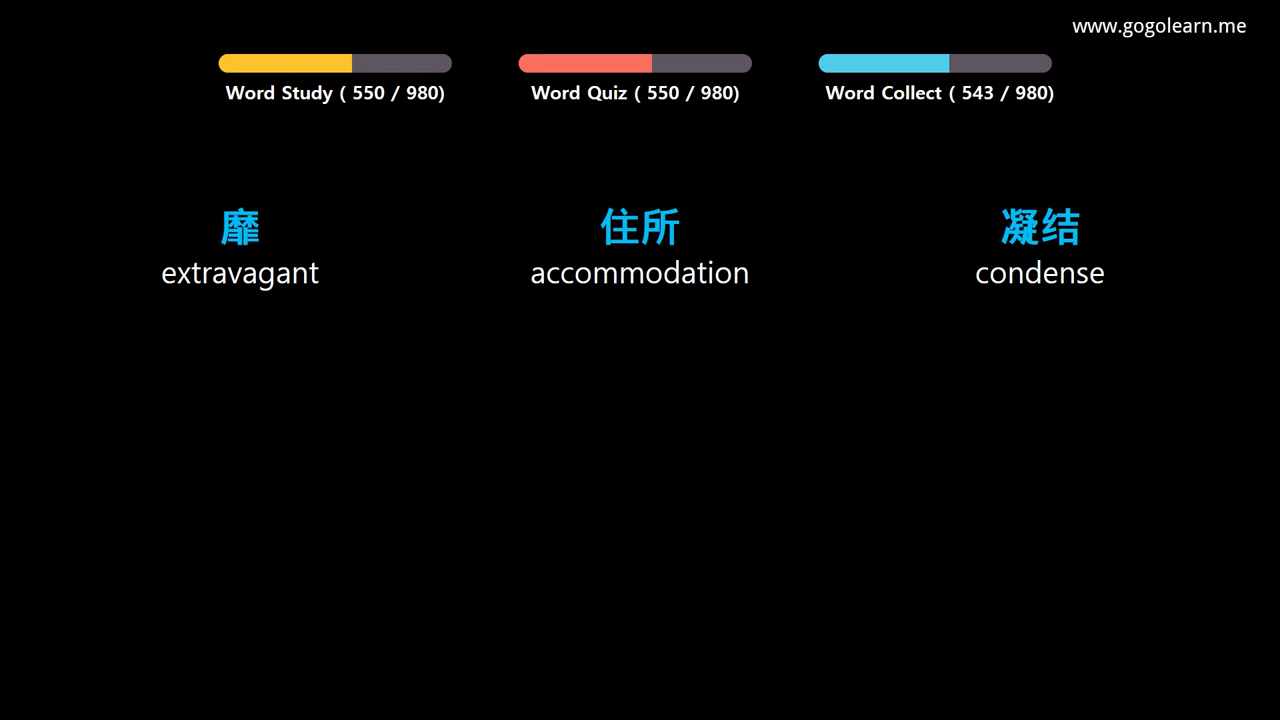 www.gogolearn.me
Word Study ( 550 / 980)
Word Quiz ( 550 / 980)
Word Collect ( 543 / 980)
靡
extravagant
住所
accommodation
凝结
condense